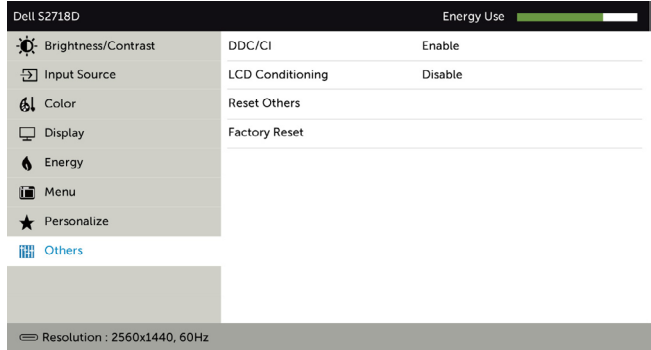 Dell S2718D Energy Use
Brightness/Contrast
Input Source
Color
Display
Energy
Menu
Personalize
Others
DDC/CI Enable
LCD Conditioning Disable
Reset Others
Factory Reset
Resolution : 2560x1440, 60Hz